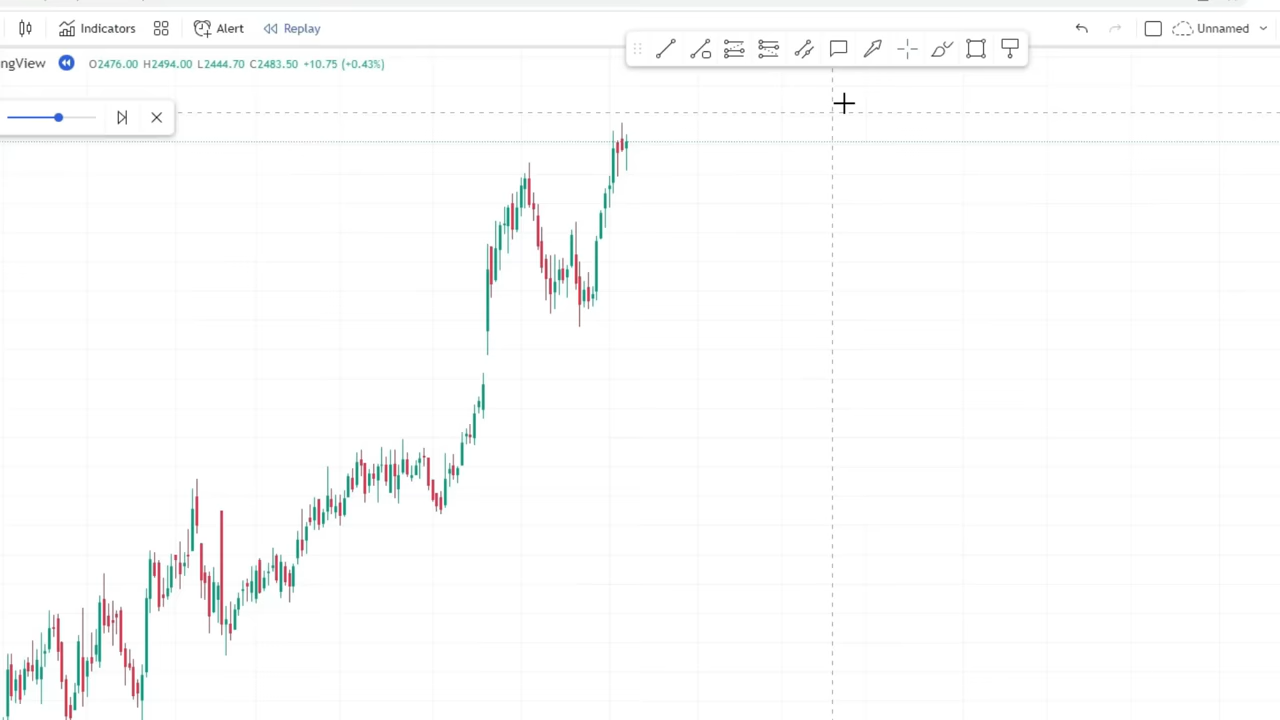 Indicators Alert Replay Unnamed
ngView O2476.00 H2494.00 L2444.70 C2483.50 +10.75 (+0.43%)